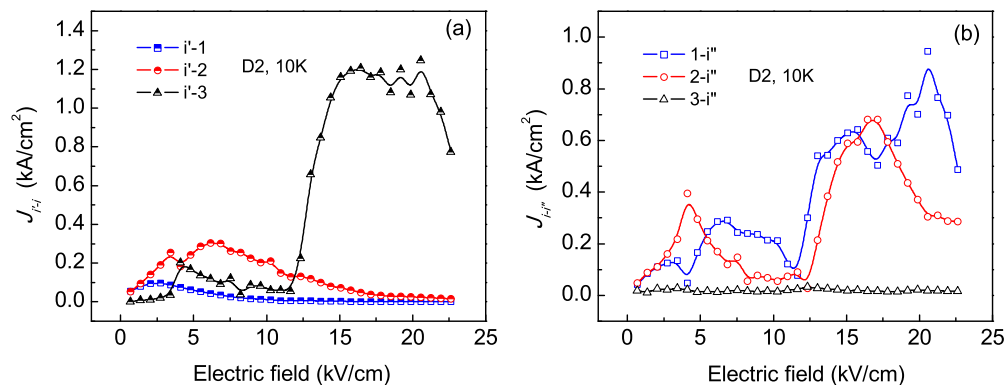 (a)
i'-1
i'-2
i'-3
D2, 10K
1.4
1.2
1.0
0.8
0.6
0.4
0.2
0.0
J i'-i (kA/cm²)
0 5 10 15 20 25
Electric field (kV/cm)
(b)
1-i"
2-i"
3-i"
D2, 10K
1.0
0.8
0.6
0.4
0.2
0.0
J i-i" (kA/cm²)
0 5 10 15 20 25
Electric field (kV/cm)